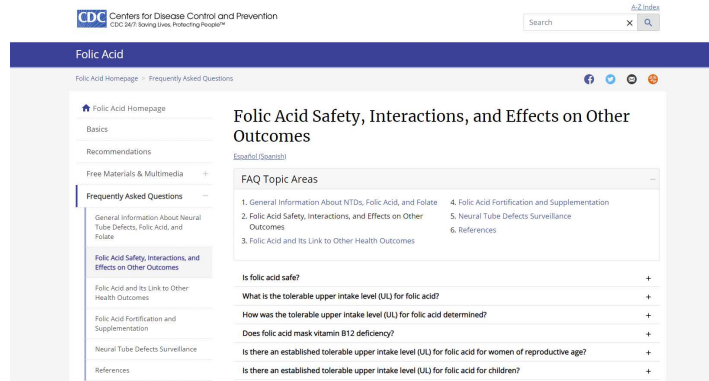 A-Z Index
CDC Centers for Disease Control and Prevention
CDC 24/7: Saving Lives. Protecting People™
Search
Folic Acid
Folic Acid Homepage > Frequently Asked Questions
Folic Acid Homepage
Basics
Recommendations
Free Materials & Multimedia +
Frequently Asked Questions –
General Information About Neural
Tube Defects, Folic Acid, and
Folate
Folic Acid Safety, Interactions, and
Effects on Other Outcomes
Folic Acid and Its Link to Other
Health Outcomes
Folic Acid Fortification and
Supplementation
Neural Tube Defects Surveillance
References
Folic Acid Safety, Interactions, and Effects on Other
Outcomes
Español (Spanish)
FAQ Topic Areas –
1. General Information About NTDs, Folic Acid, and Folate
2. Folic Acid Safety, Interactions, and Effects on Other
Outcomes
3. Folic Acid and Its Link to Other Health Outcomes
4. Folic Acid Fortification and Supplementation
5. Neural Tube Defects Surveillance
6. References
Is folic acid safe? +
What is the tolerable upper intake level (UL) for folic acid? +
How was the tolerable upper intake level (UL) for folic acid determined? +
Does folic acid mask vitamin B12 deficiency? +
Is there an established tolerable upper intake level (UL) for folic acid for women of reproductive age? +
Is there an established tolerable upper intake level (UL) for folic acid for children? +